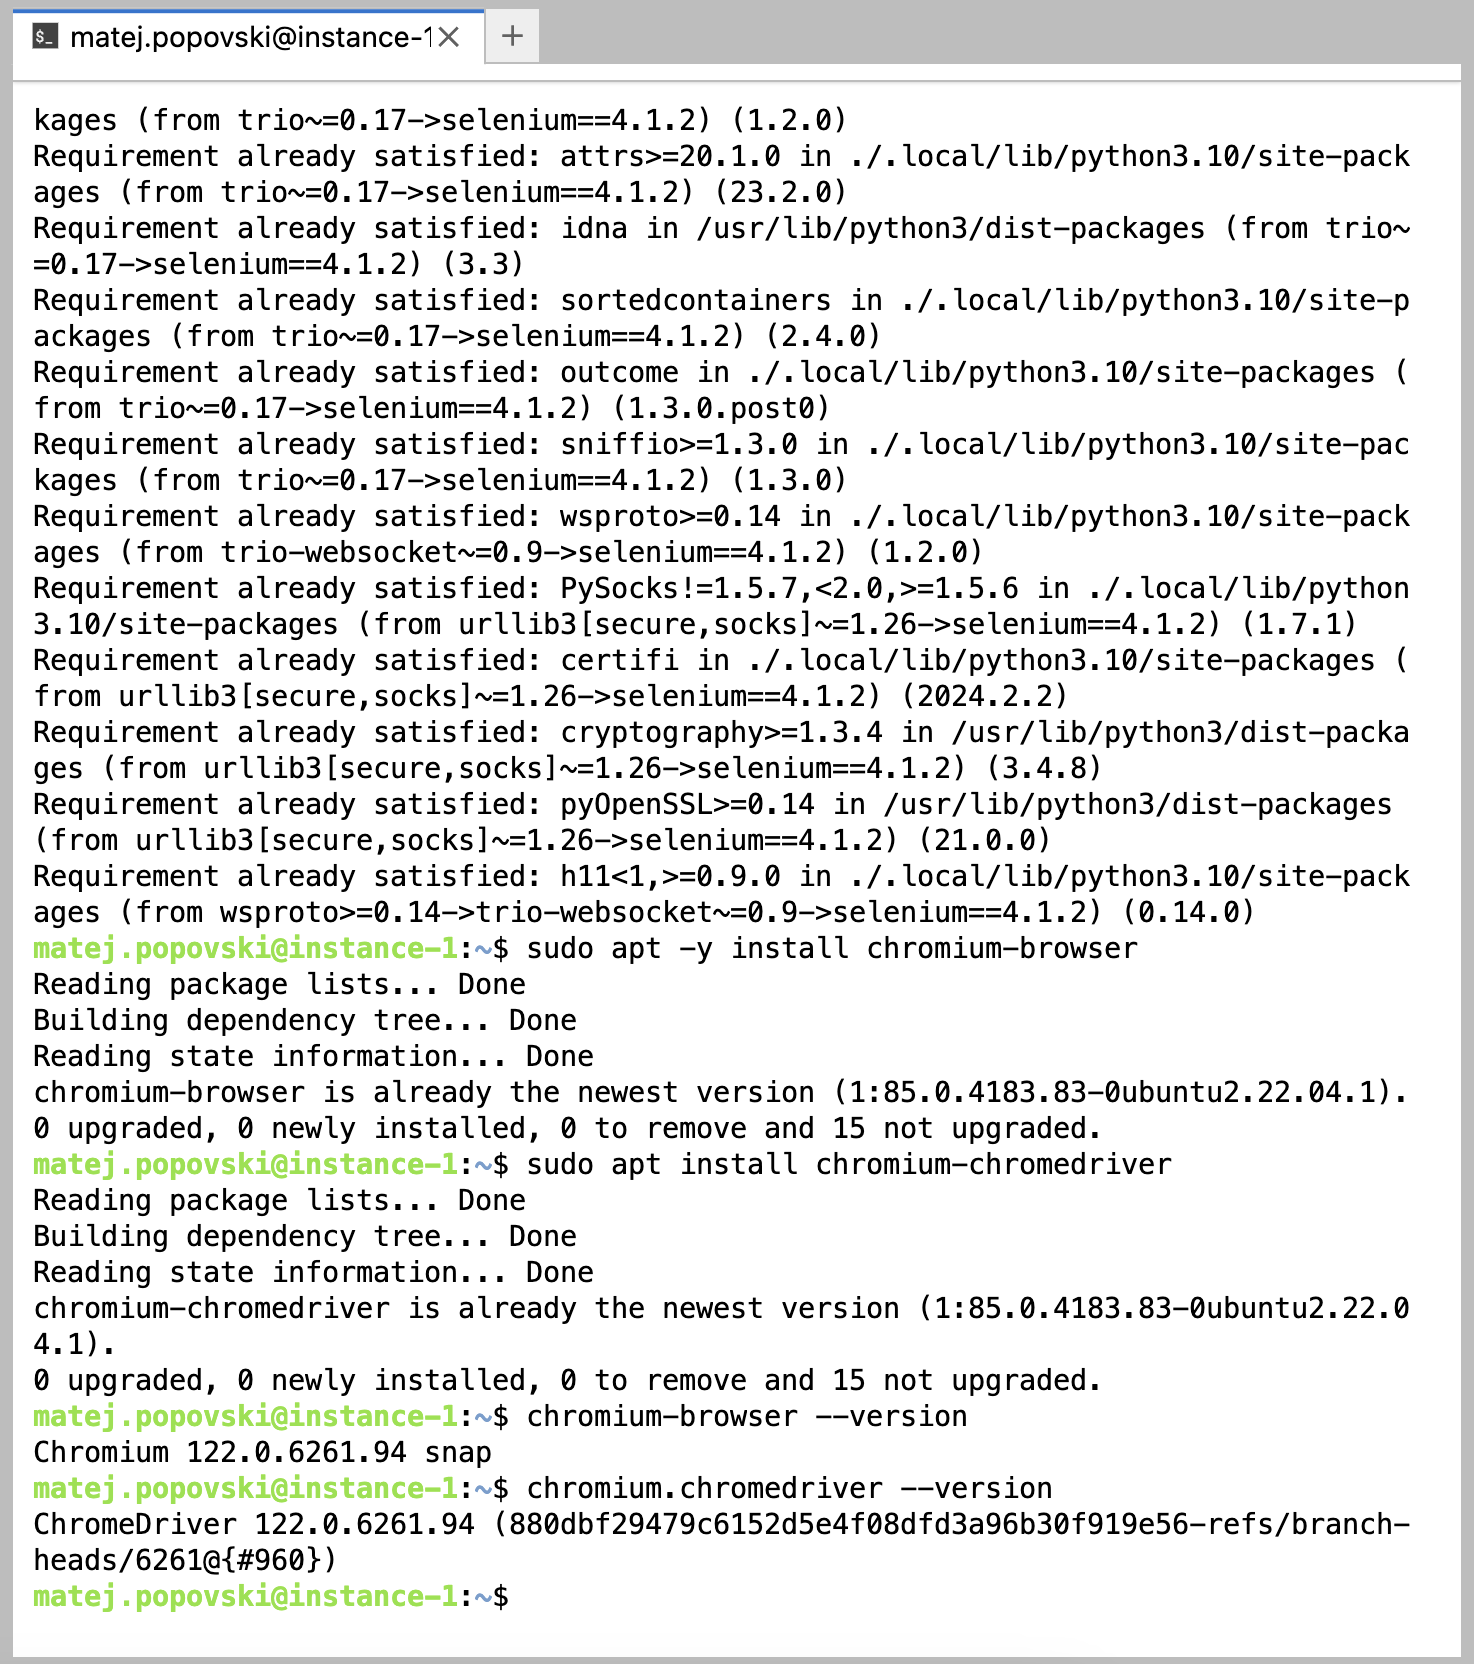 matej.popovski@instance-1
kages (from trio~=0.17->selenium==4.1.2) (1.2.0)
Requirement already satisfied: attrs>=20.1.0 in ./.local/lib/python3.10/site-pack
ages (from trio~=0.17->selenium==4.1.2) (23.2.0)
Requirement already satisfied: idna in /usr/lib/python3/dist-packages (from trio~
=0.17->selenium==4.1.2) (3.3)
Requirement already satisfied: sortedcontainers in ./.local/lib/python3.10/site-p
ackages (from trio~=0.17->selenium==4.1.2) (2.4.0)
Requirement already satisfied: outcome in ./.local/lib/python3.10/site-packages (
from trio~=0.17->selenium==4.1.2) (1.3.0.post0)
Requirement already satisfied: sniffio>=1.3.0 in ./.local/lib/python3.10/site-pac
kages (from trio~=0.17->selenium==4.1.2) (1.3.0)
Requirement already satisfied: wsproto>=0.14 in ./.local/lib/python3.10/site-pack
ages (from trio-websocket~=0.9->selenium==4.1.2) (1.2.0)
Requirement already satisfied: PySocks!=1.5.7,<2.0,>=1.5.6 in ./.local/lib/python
3.10/site-packages (from urllib3[secure,socks]~=1.26->selenium==4.1.2) (1.7.1)
Requirement already satisfied: certifi in ./.local/lib/python3.10/site-packages (
from urllib3[secure,socks]~=1.26->selenium==4.1.2) (2024.2.2)
Requirement already satisfied: cryptography>=1.3.4 in /usr/lib/python3/dist-packa
ges (from urllib3[secure,socks]~=1.26->selenium==4.1.2) (3.4.8)
Requirement already satisfied: pyOpenSSL>=0.14 in /usr/lib/python3/dist-packages
(from urllib3[secure,socks]~=1.26->selenium==4.1.2) (21.0.0)
Requirement already satisfied: h11<1,>=0.9.0 in ./.local/lib/python3.10/site-pack
ages (from wsproto>=0.14->trio-websocket~=0.9->selenium==4.1.2) (0.14.0)
matej.popovski@instance-1:~$ sudo apt -y install chromium-browser
Reading package lists... Done
Building dependency tree... Done
Reading state information... Done
chromium-browser is already the newest version (1:85.0.4183.83-0ubuntu2.22.04.1).
0 upgraded, 0 newly installed, 0 to remove and 15 not upgraded.
matej.popovski@instance-1:~$ sudo apt install chromium-chromedriver
Reading package lists... Done
Building dependency tree... Done
Reading state information... Done
chromium-chromedriver is already the newest version (1:85.0.4183.83-0ubuntu2.22.0
4.1).
0 upgraded, 0 newly installed, 0 to remove and 15 not upgraded.
matej.popovski@instance-1:~$ chromium-browser --version
Chromium 122.0.6261.94 snap
matej.popovski@instance-1:~$ chromium.chromedriver --version
ChromeDriver 122.0.6261.94 (880dbf29479c6152d5e4f08dfd3a96b30f919e56-refs/branch-
heads/6261@{#960})
matej.popovski@instance-1:~$